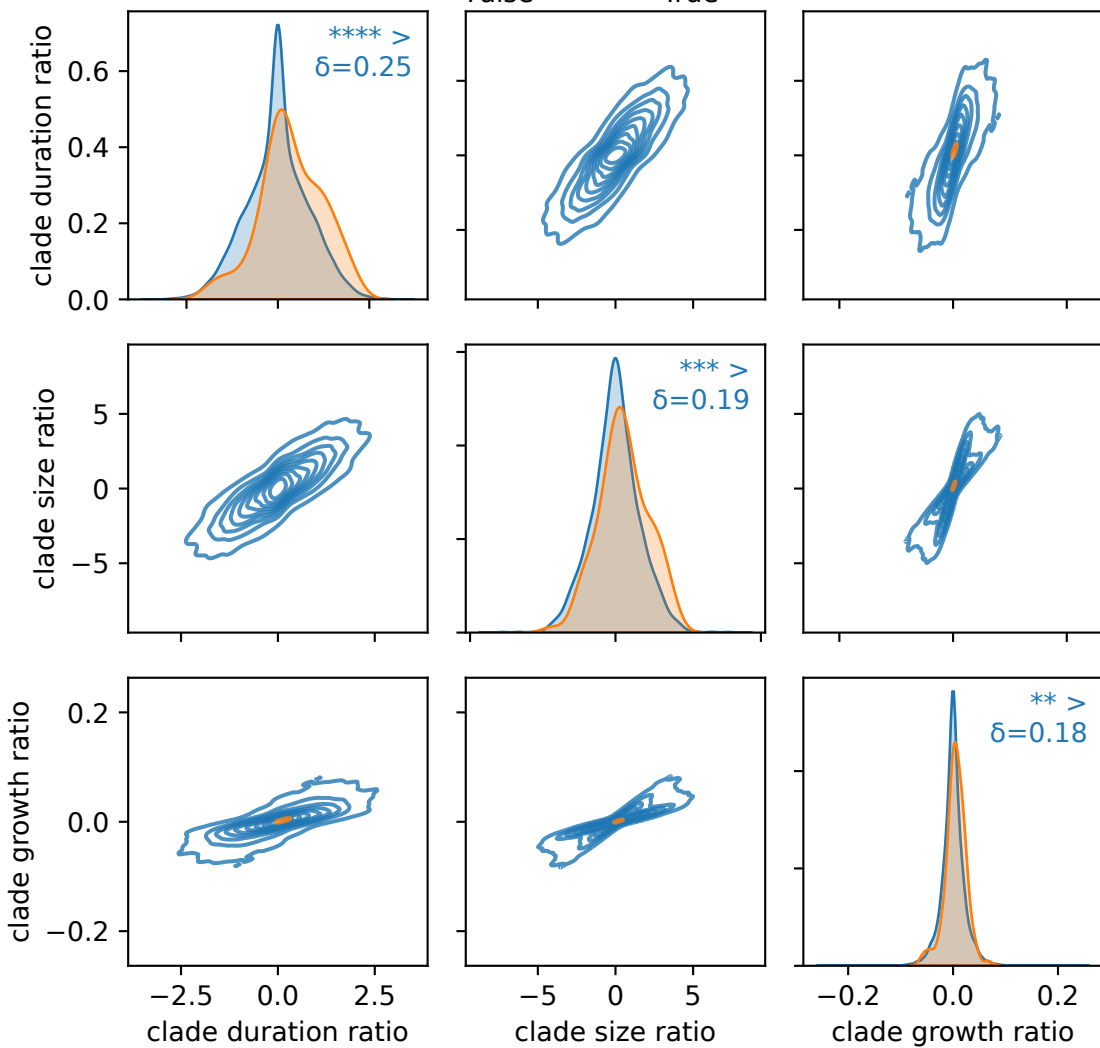 clade duration ratio
0.6
0.4
0.2
0.0
**** >
δ=0.25
clade size ratio
5
0
−5
*** >
δ=0.19
clade growth ratio
0.2
0.0
−0.2
** >
δ=0.18
−2.5 0.0 2.5
−5 0 5
−0.2 0.0 0.2
clade duration ratio
clade size ratio
clade growth ratio